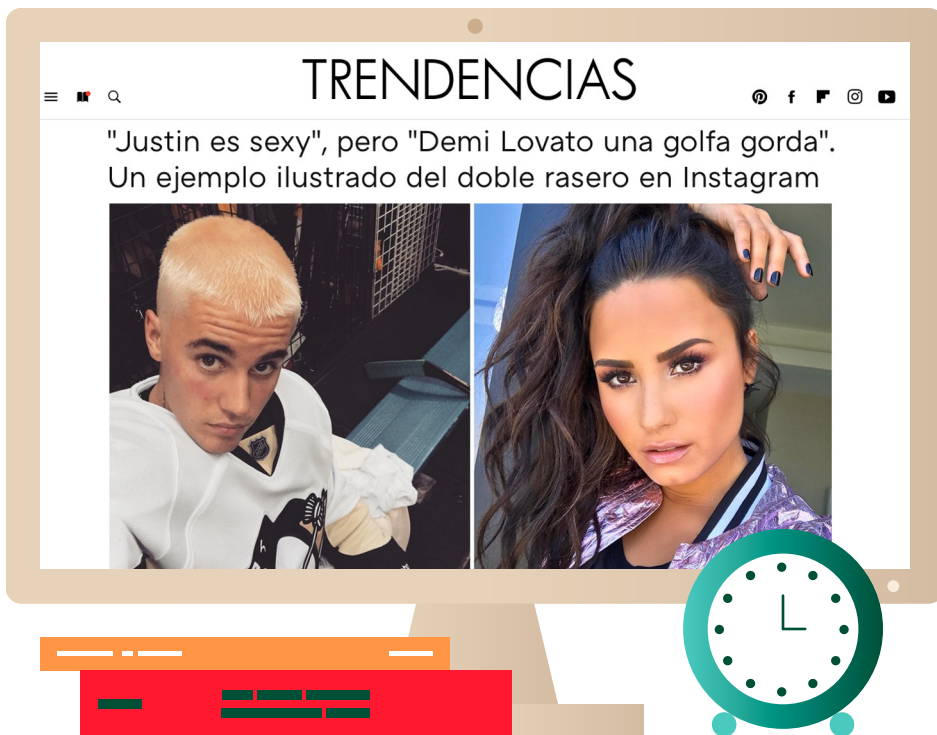 TRENDENCIAS
"Justin es sexy", pero "Demi Lovato una golfa gorda".
Un ejemplo ilustrado del doble rasero en Instagram